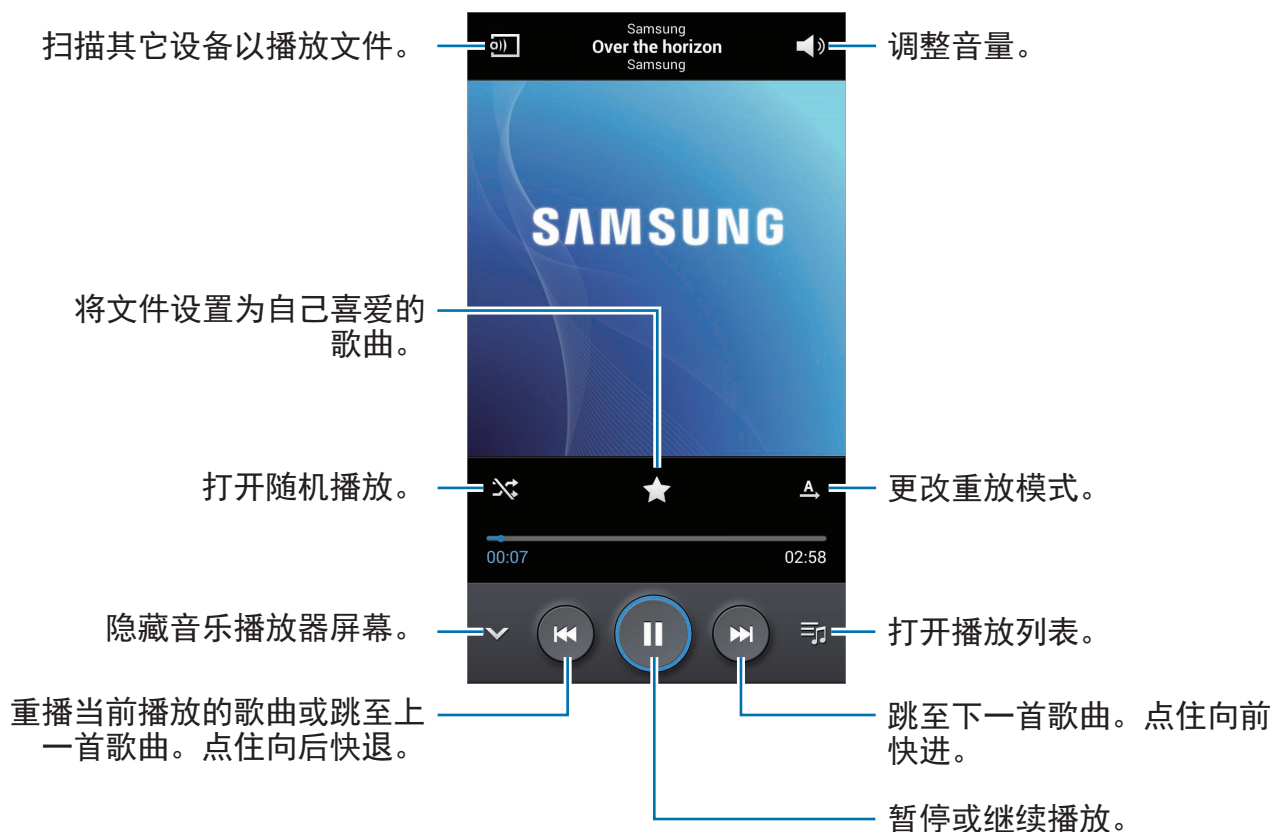 Samsung
扫描其它设备以播放文件。
Over the horizon
调整音量。
Samsung
SAMSUNG
将文件设置为自己喜爱的
歌曲。
打开随机播放。
A
更改重放模式。
00:07
02:58
隐藏音乐播放器屏幕。
打开播放列表。
重播当前播放的歌曲或跳至上
一首歌曲。点住向后快退。
跳至下一首歌曲。点住向前
快进。
暂停或继续播放。